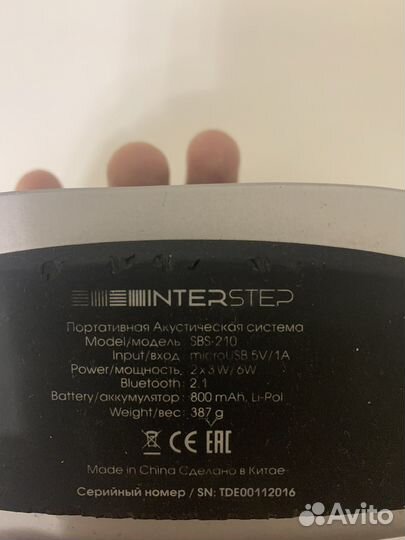 INTERSTEP
Портативная Акустическая система
Model/модель SBS-210
Input/вход microUSB 5V/1A
Power/мощность 2x3W/6W
Bluetooth 2.1
Battery/аккумулятор 800 mAh, Li-Pol
Weight/вес: 387 g
CE EAC
Made in China Сделано в Китае
Серийный номер / SN: TDE00112016
Avito